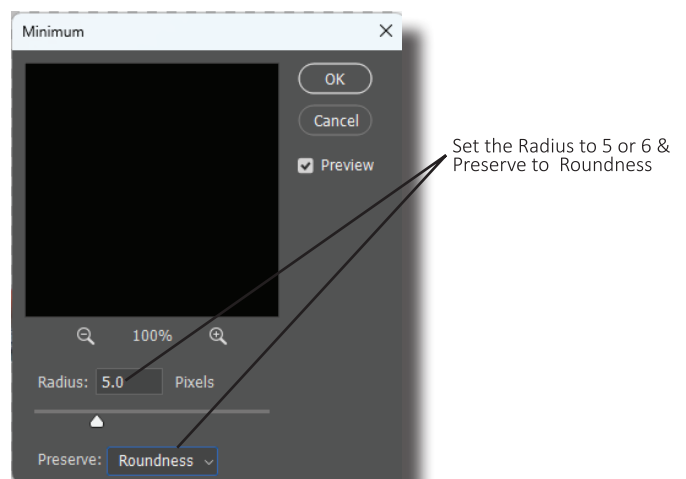 Minimum
OK
Cancel
Preview
Set the Radius to 5 or 6 &
Preserve to Roundness
100%
Radius: 5.0 Pixels
Preserve: Roundness